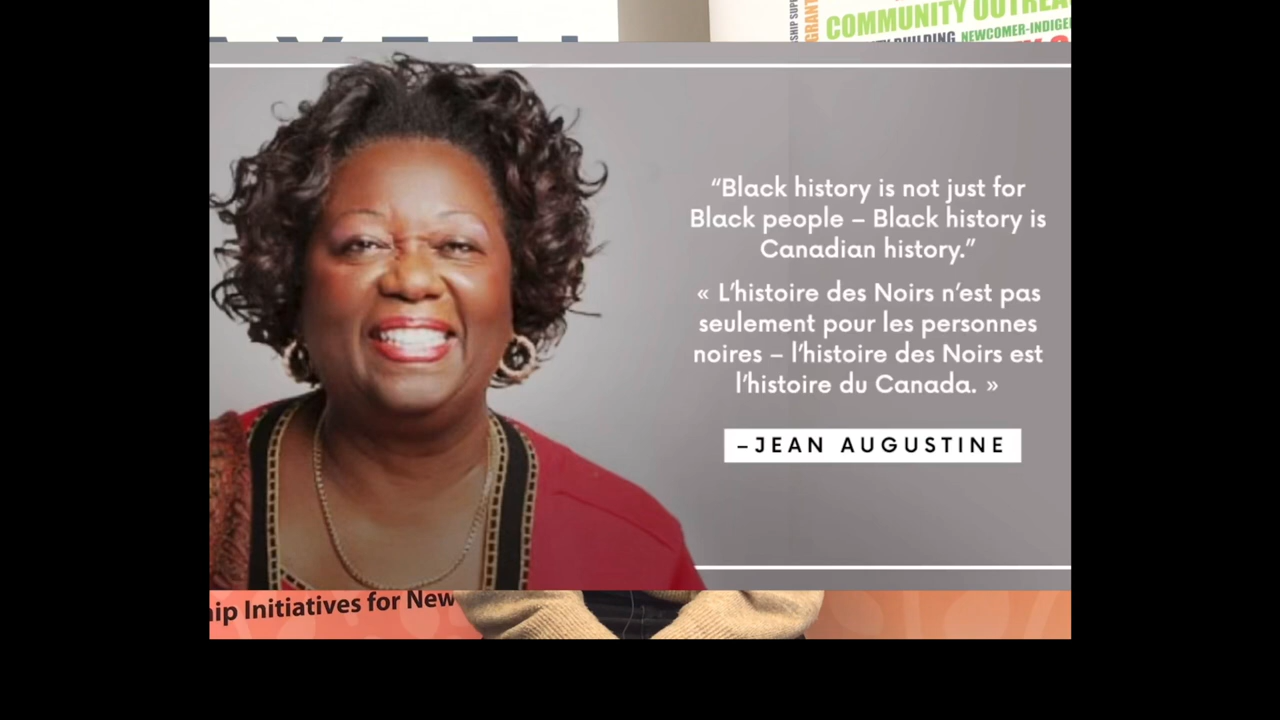 COMMUNITY OUTREA
BUILDING NEWCOMER-INDIGE
“Black history is not just for
Black people – Black history is
Canadian history.”
« L’histoire des Noirs n’est pas
seulement pour les personnes
noires – l’histoire des Noirs est
l’histoire du Canada. »
–JEAN AUGUSTINE
hip Initiatives for New